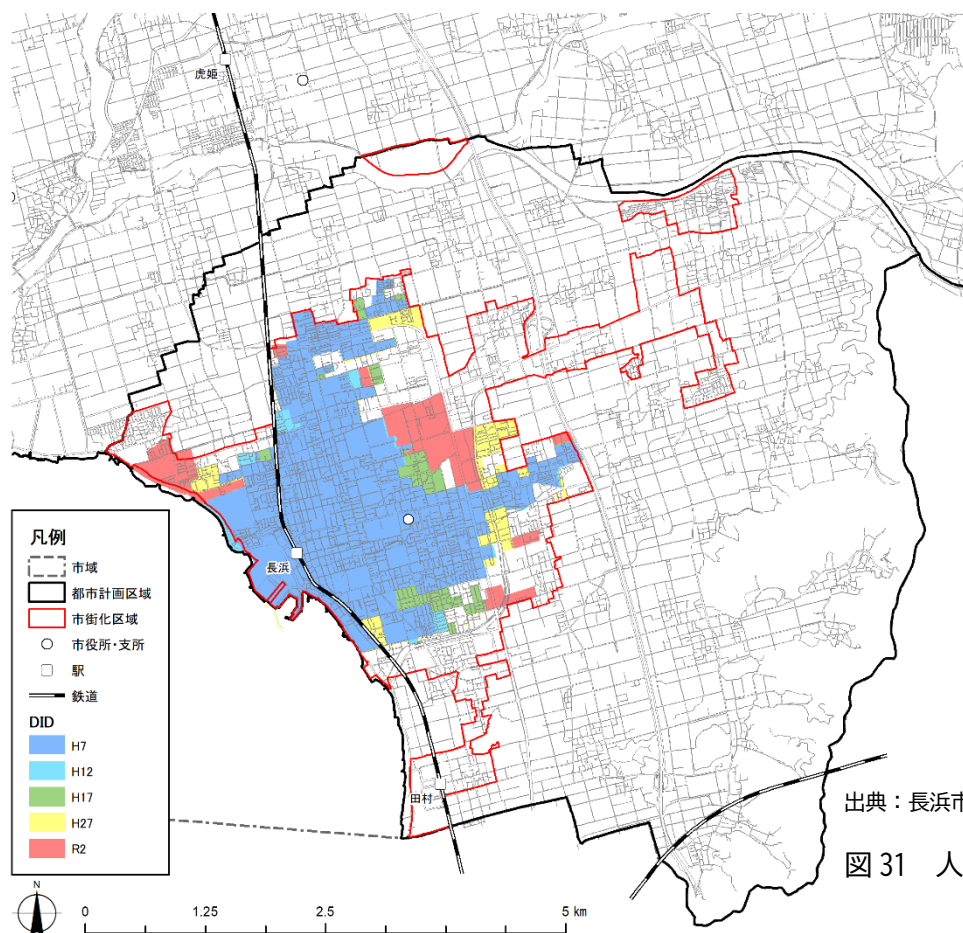 虎姫
長浜
田村
凡例
市域
都市計画区域
市街化区域
市役所・支所
駅
鉄道
DID
H7
H12
H17
H27
R2
N
0 1.25 2.5 5 km
出典：長浜市
図 31 人